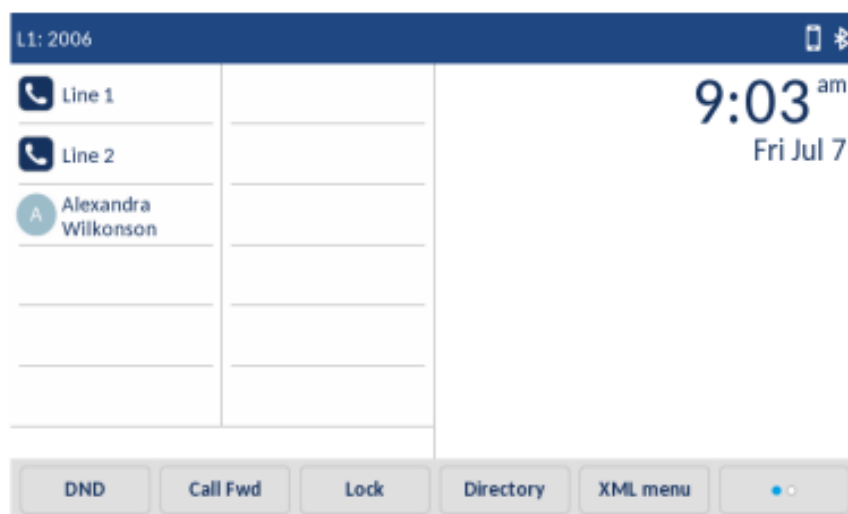 L1: 2006
Line 1
Line 2
A
Alexandra
Wilkonson
9:03 am
Fri Jul 7
DND
Call Fwd
Lock
Directory
XML menu